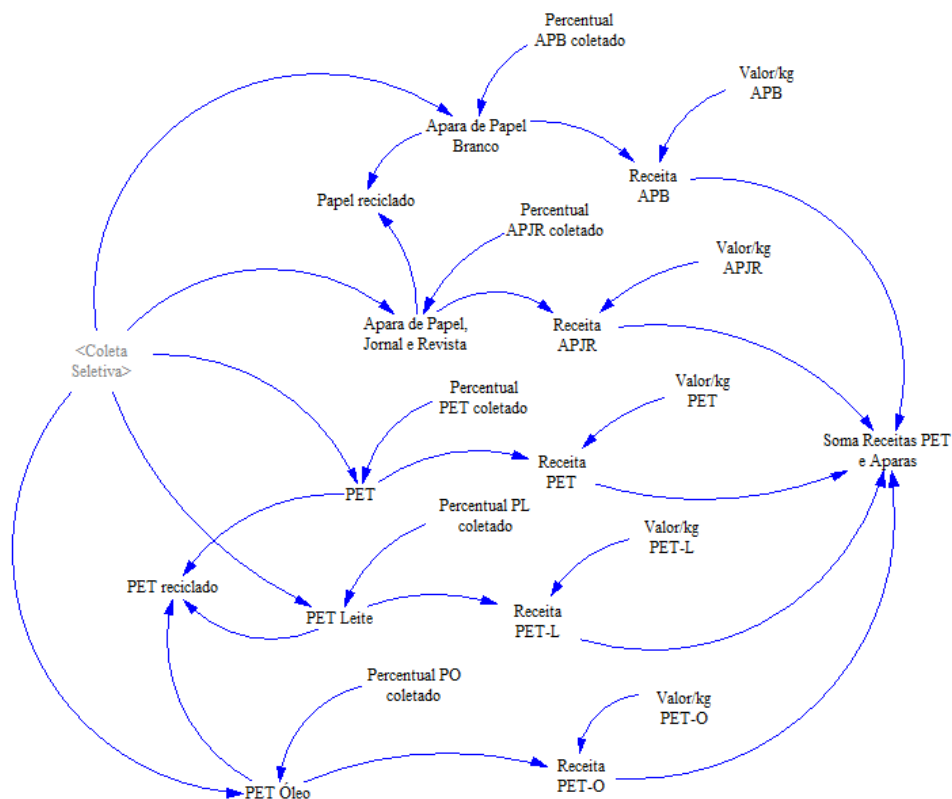 Percentual
APB coletado
Valor/kg
APB
Apara de Papel
Branco
Receita
APB
Papel reciclado
Percentual
APJR coletado
Valor/kg
APJR
Apara de Papel,
Jornal e Revista
Receita
APJR
<Coleta
Seletiva>
Percentual
PET coletado
Valor/kg
PET
Soma Receitas PET
e Aparas
Receita
PET
PET
Percentual PL
coletado
Valor/kg
PET-L
PET reciclado
PET Leite
Receita
PET-L
Percentual PO
coletado
Valor/kg
PET-O
Receita
PET-O
PET Óleo